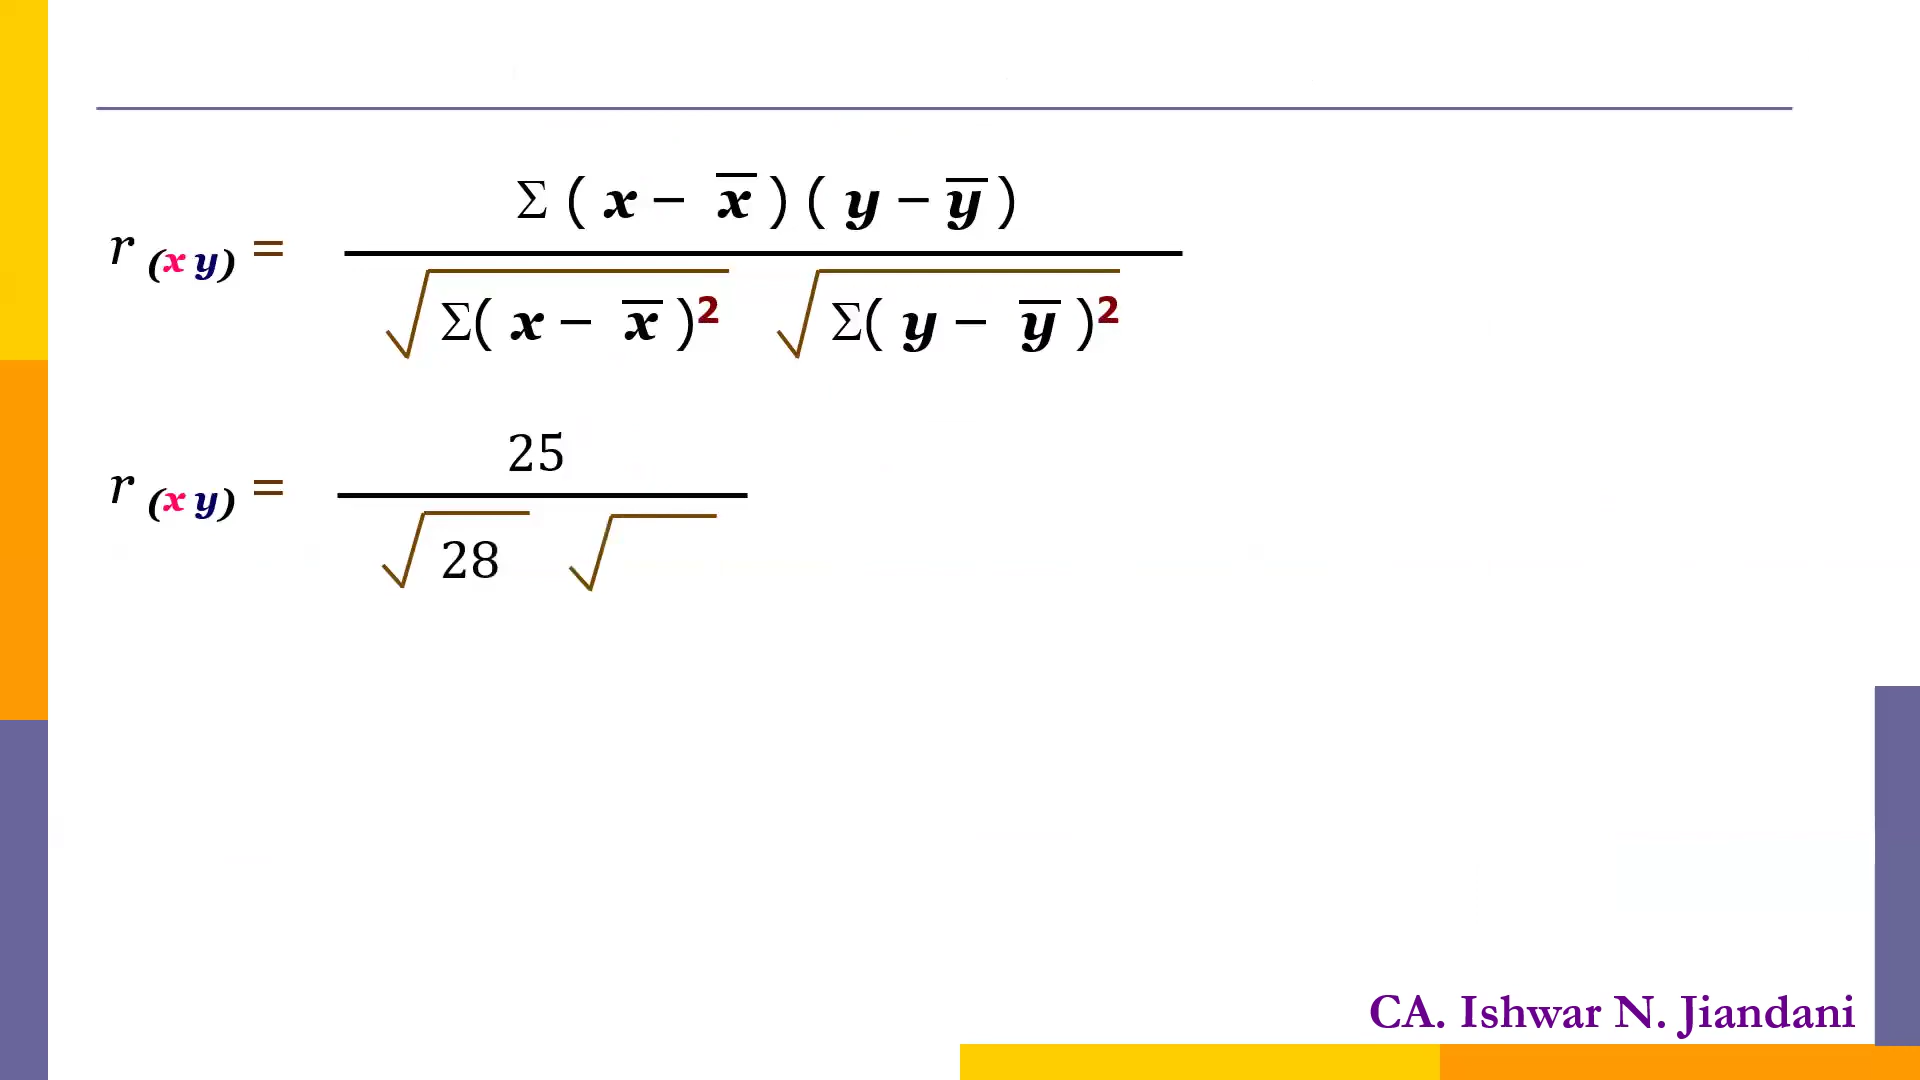 r (x y) = Σ ( x − x̅ ) ( y − y̅ ) / √Σ( x − x̅ )² √Σ( y − y̅ )²
r (x y) = 25 / √28 √
CA. Ishwar N. Jiandani